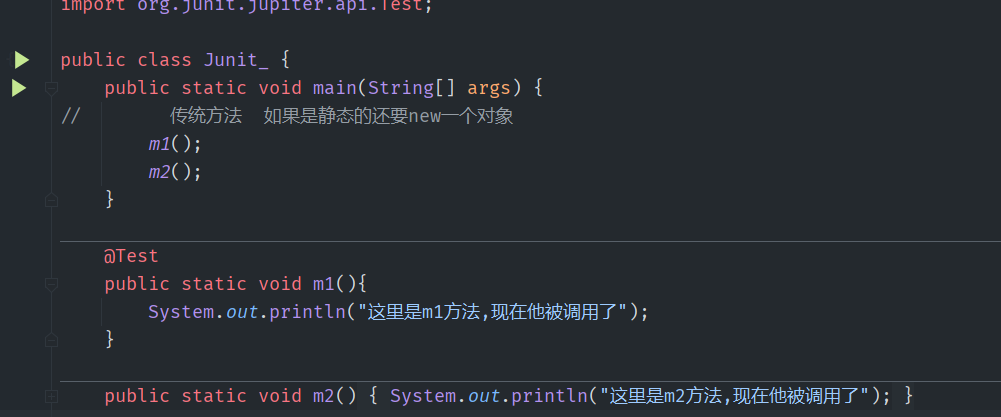 import org.junit.jupiter.api.Test;
public class Junit_ {
    public static void main(String[] args) {
//        传统方法  如果是静态的还要new一个对象
        m1();
        m2();
    }
    @Test
    public static void m1(){
        System.out.println("这里是m1方法,现在他被调用了");
    }
    public static void m2() { System.out.println("这里是m2方法,现在他被调用了"); }